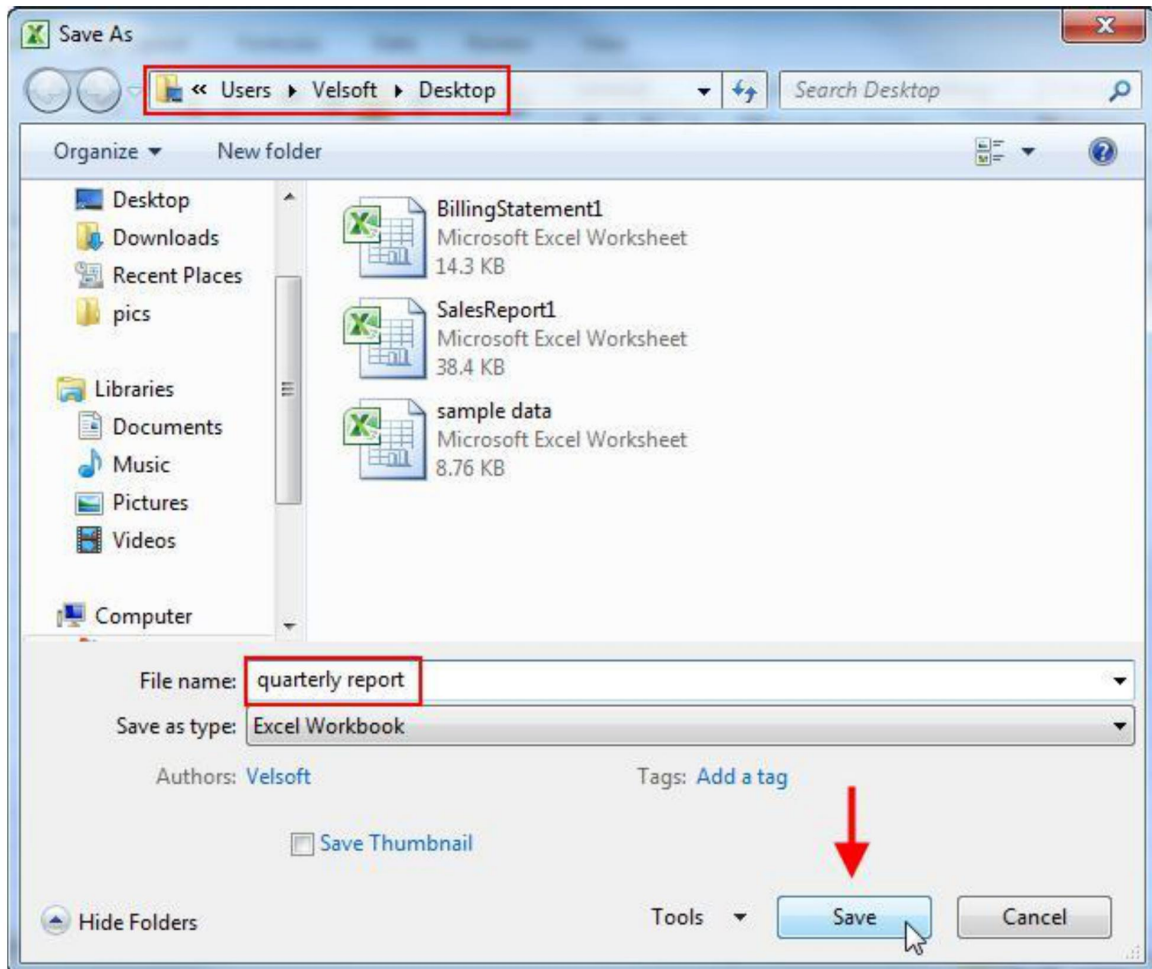 Save As
« Users ▸ Velsoft ▸ Desktop
Search Desktop
Organize
New folder
Desktop
Downloads
Recent Places
pics
Libraries
Documents
Music
Pictures
Videos
Computer
BillingStatement1
Microsoft Excel Worksheet
14.3 KB
SalesReport1
Microsoft Excel Worksheet
38.4 KB
sample data
Microsoft Excel Worksheet
8.76 KB
File name: quarterly report
Save as type: Excel Workbook
Authors: Velsoft
Tags: Add a tag
Save Thumbnail
Hide Folders
Tools
Save
Cancel